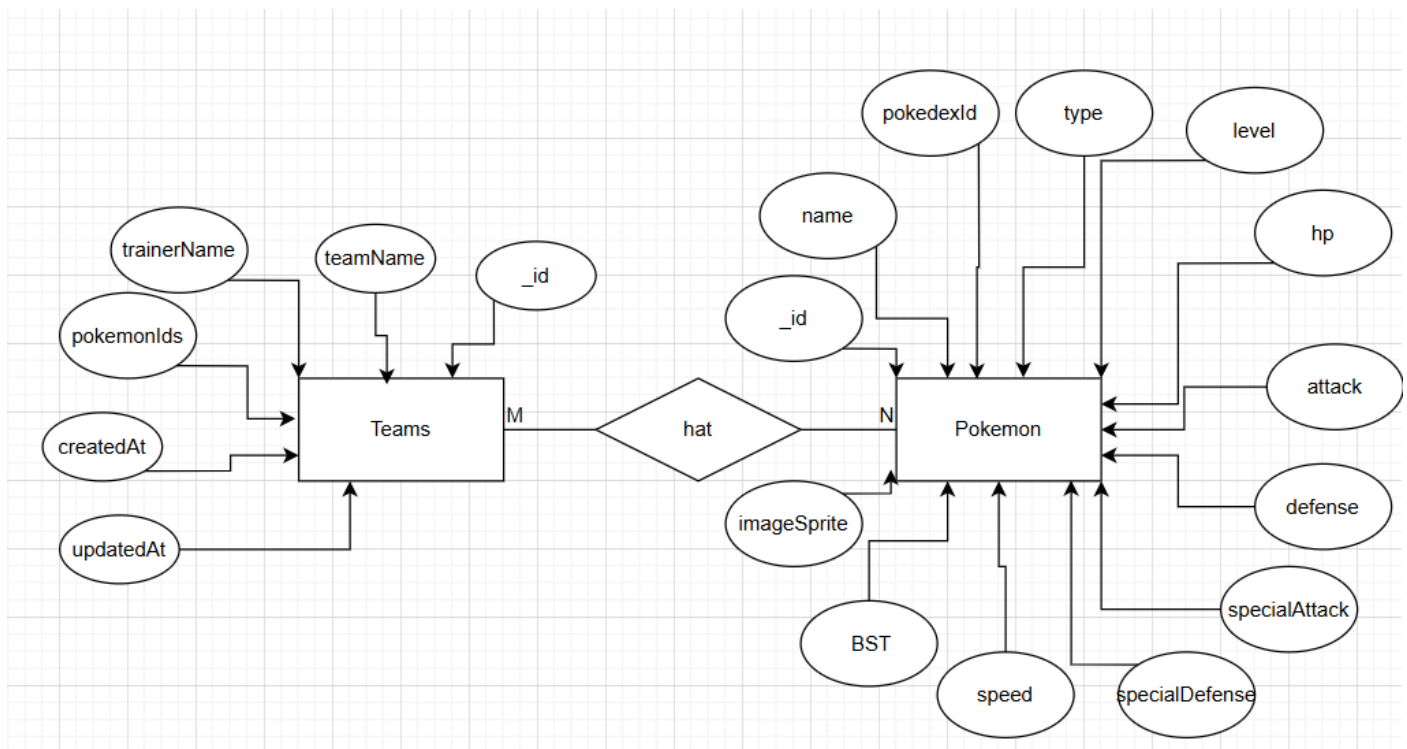 pokedexId
type
level
name
hp
trainerName
teamName
_id
_id
pokemonIds
attack
Teams
M
hat
N
Pokemon
createdAt
defense
imageSprite
updatedAt
specialAttack
BST
speed
specialDefense